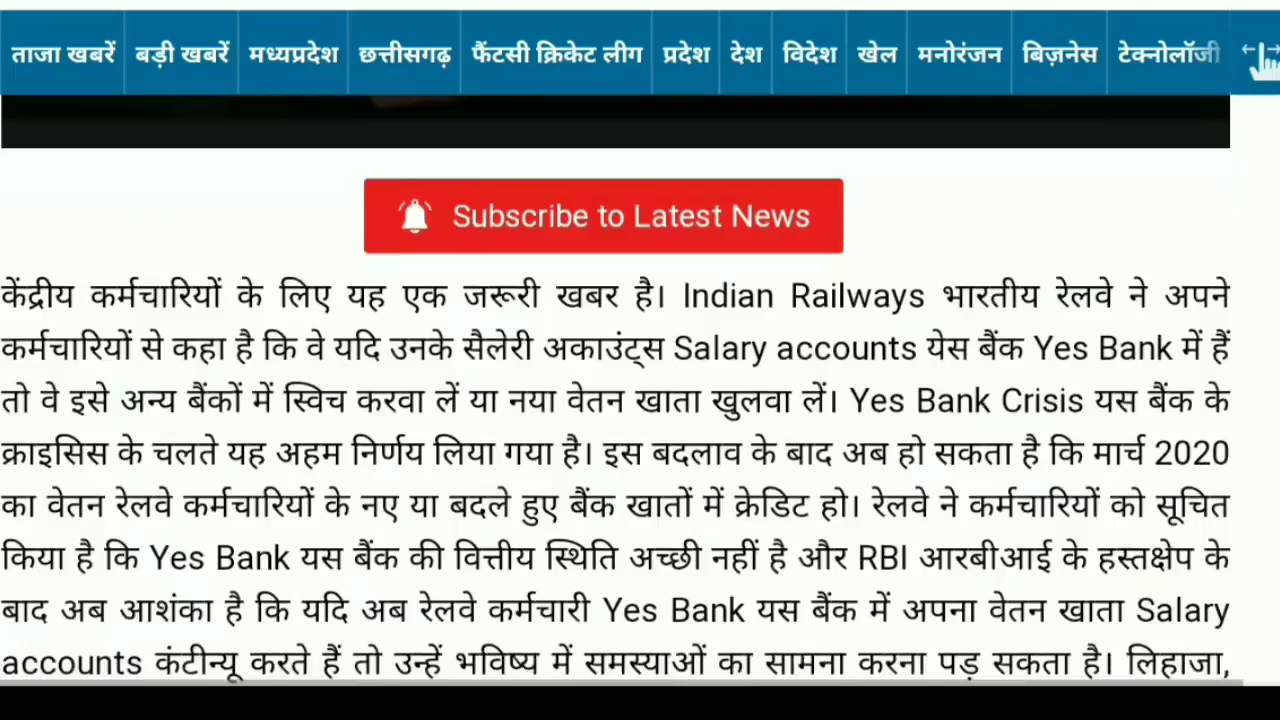 ताजा खबरें बड़ी खबरें मध्यप्रदेश छत्तीसगढ़ फैंटसी क्रिकेट लीग प्रदेश देश विदेश खेल मनोरंजन बिज़नेस टेक्नोलॉजी
Subscribe to Latest News
केंद्रीय कर्मचारियों के लिए यह एक जरूरी खबर है। Indian Railways भारतीय रेलवे ने अपने
कर्मचारियों से कहा है कि वे यदि उनके सैलेरी अकाउंट्स Salary accounts येस बैंक Yes Bank में हैं
तो वे इसे अन्य बैंकों में स्विच करवा लें या नया वेतन खाता खुलवा लें। Yes Bank Crisis यस बैंक के
क्राइसिस के चलते यह अहम निर्णय लिया गया है। इस बदलाव के बाद अब हो सकता है कि मार्च 2020
का वेतन रेलवे कर्मचारियों के नए या बदले हुए बैंक खातों में क्रेडिट हो। रेलवे ने कर्मचारियों को सूचित
किया है कि Yes Bank यस बैंक की वित्तीय स्थिति अच्छी नहीं है और RBI आरबीआई के हस्तक्षेप के
बाद अब आशंका है कि यदि अब रेलवे कर्मचारी Yes Bank यस बैंक में अपना वेतन खाता Salary
accounts कंटीन्यू करते हैं तो उन्हें भविष्य में समस्याओं का सामना करना पड़ सकता है। लिहाजा,